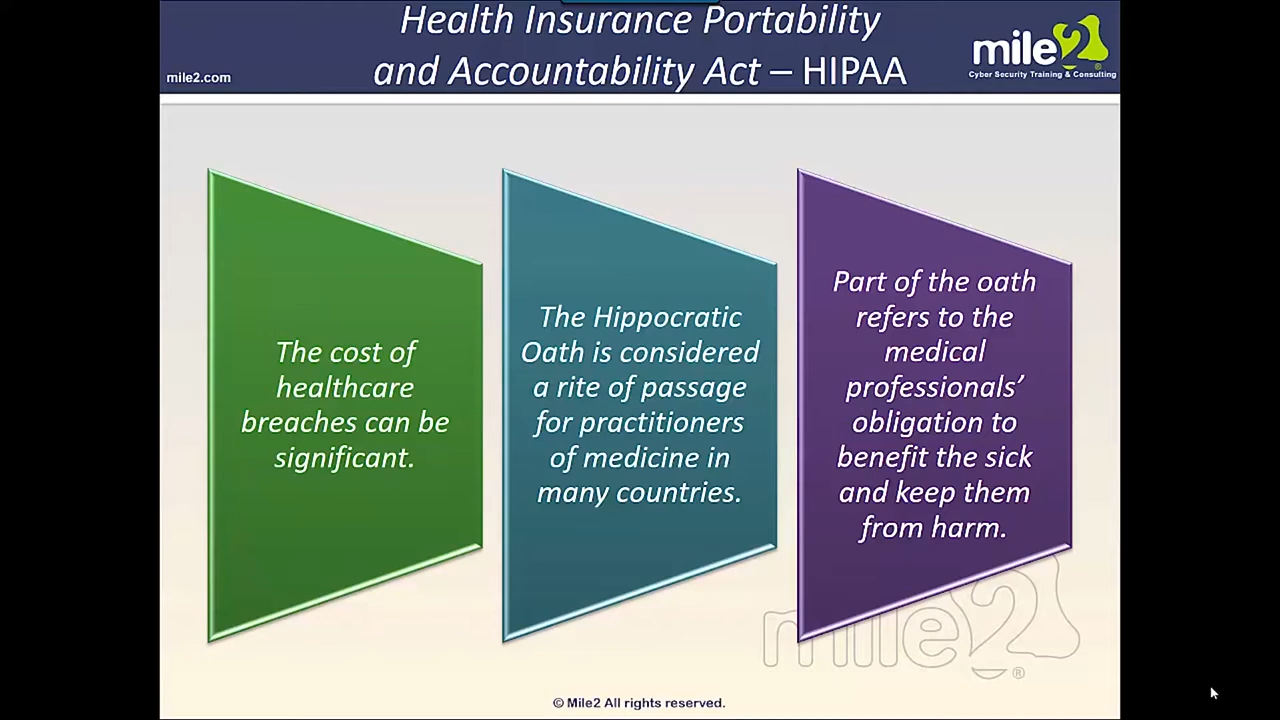 Health Insurance Portability
and Accountability Act – HIPAA
mile2.com
mile2
®
Cyber Security Training & Consulting
The cost of
healthcare
breaches can be
significant.
The Hippocratic
Oath is considered
a rite of passage
for practitioners
of medicine in
many countries.
Part of the oath
refers to the
medical
professionals’
obligation to
benefit the sick
and keep them
from harm.
mile2
®
© Mile2 All rights reserved.